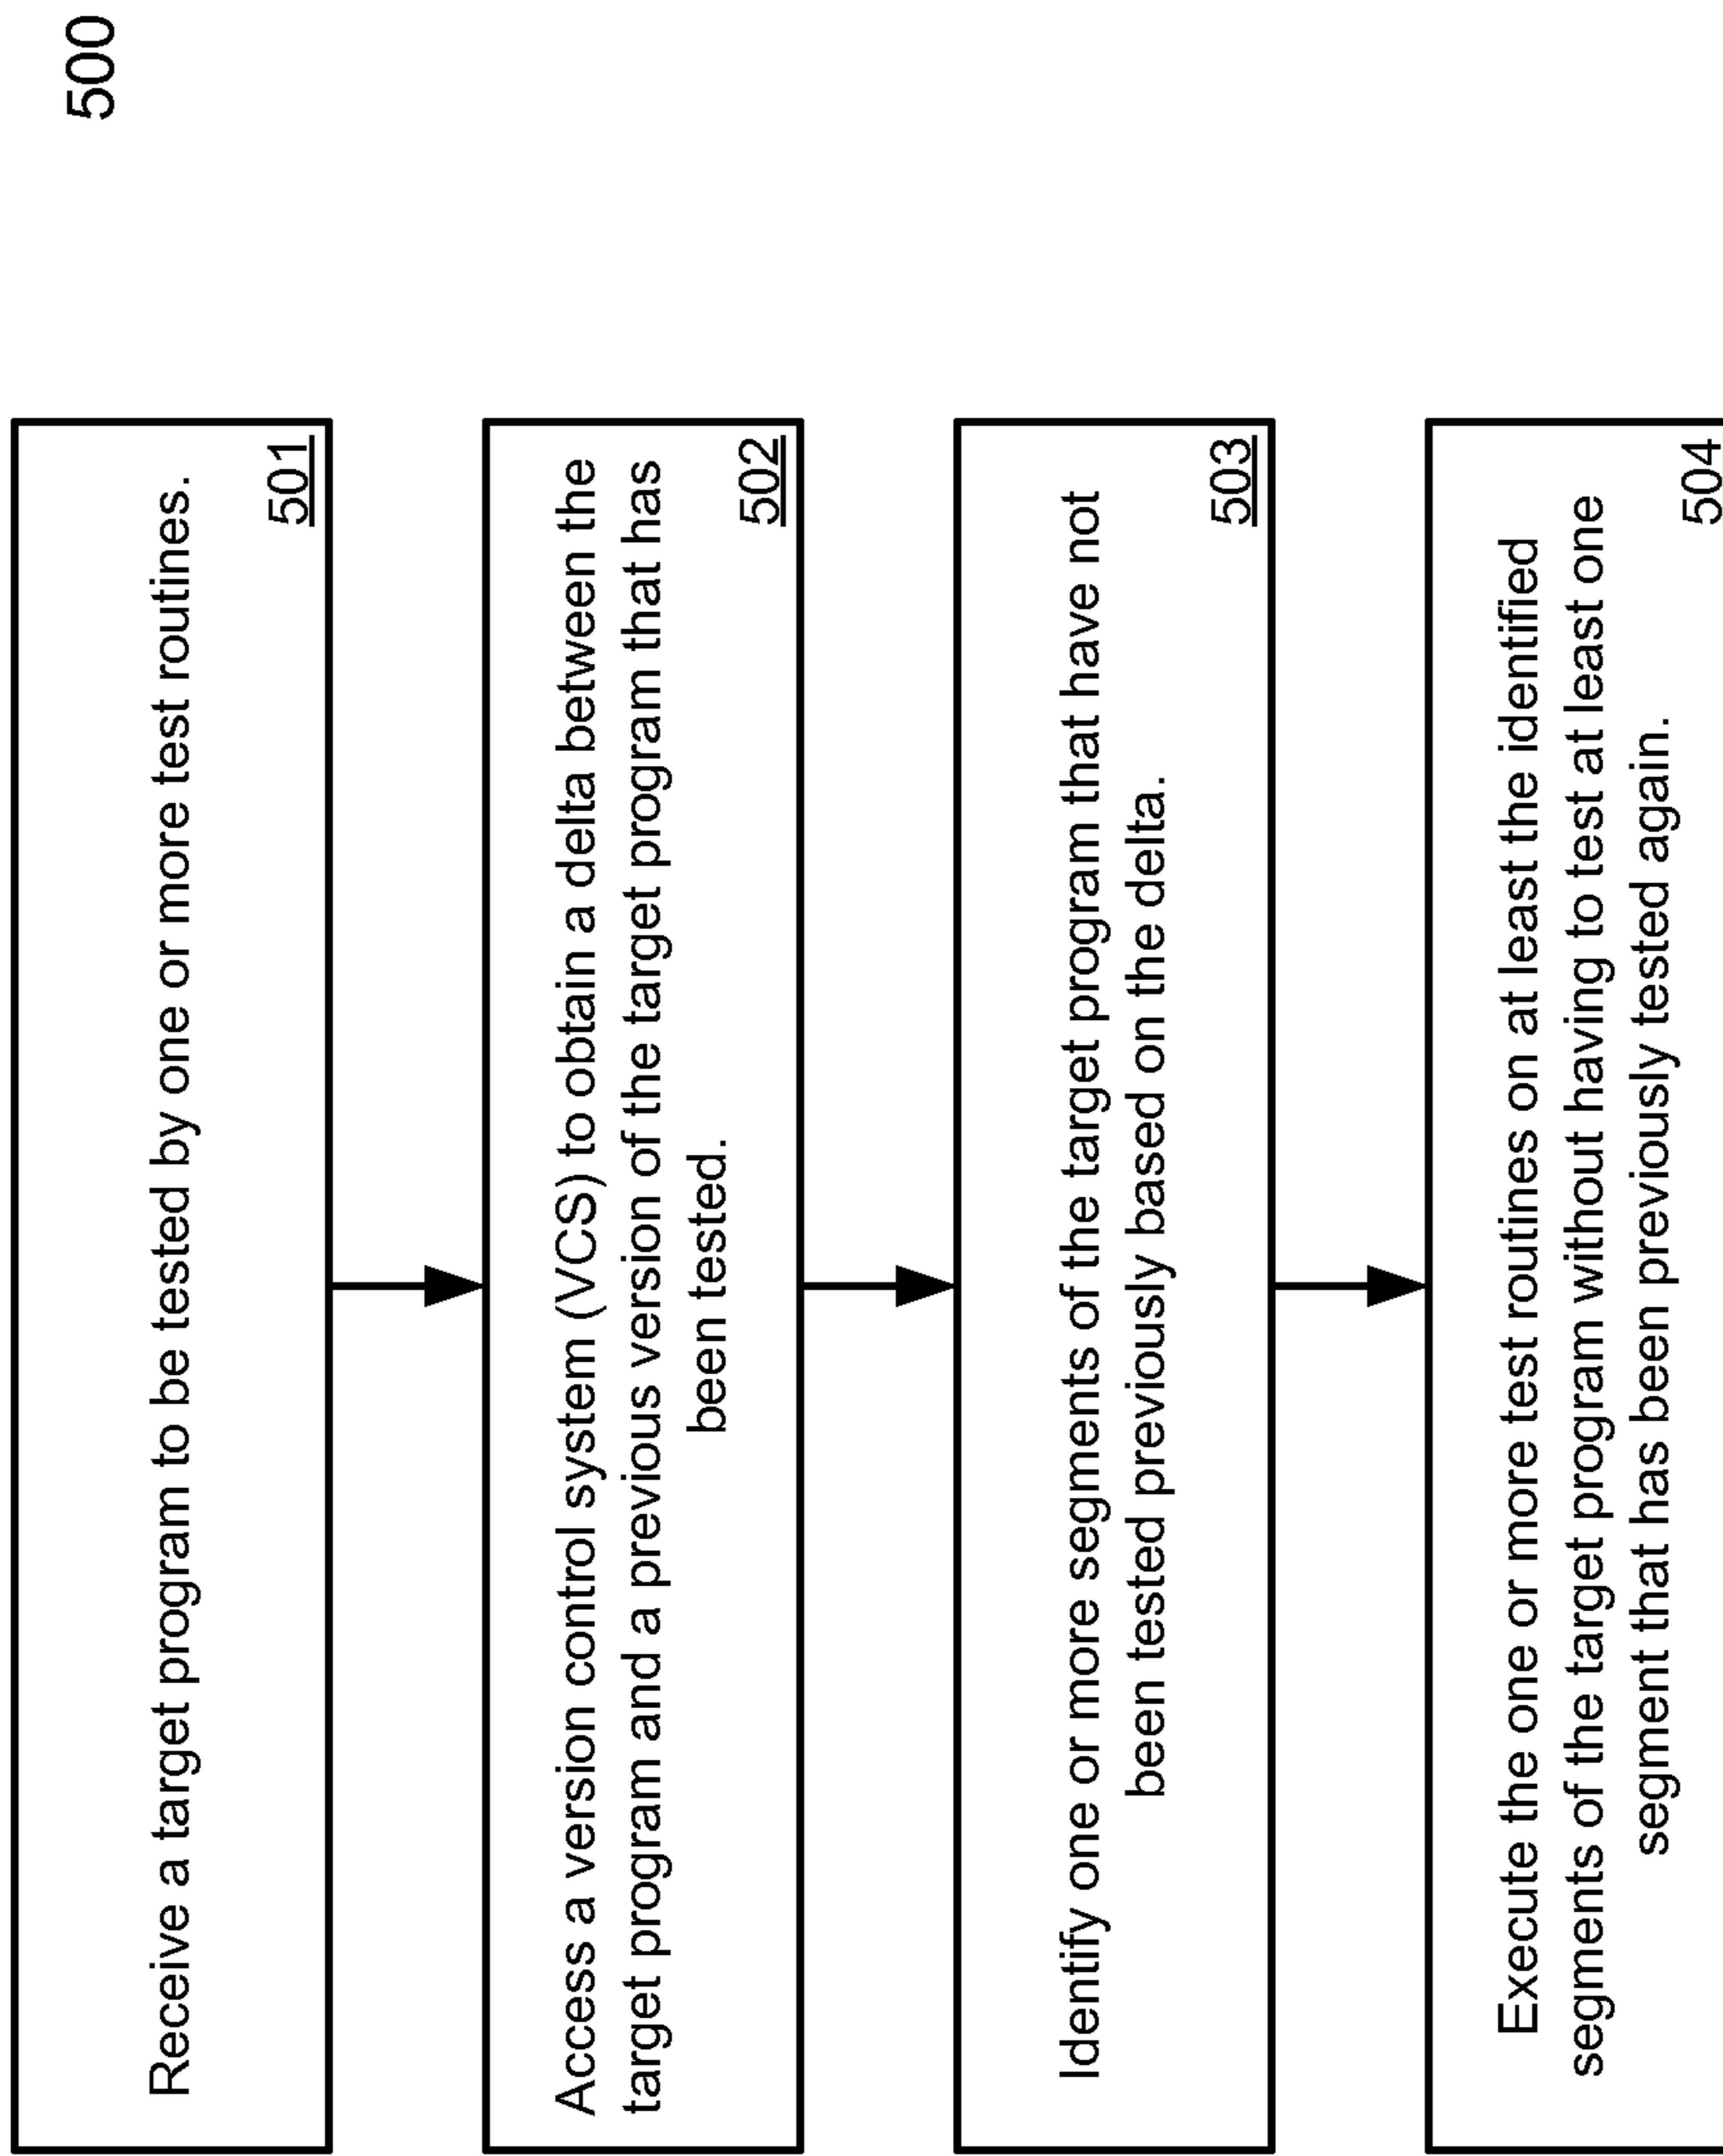 500
Receive a target program to be tested by one or more test routines.
501
Access a version control system (VCS) to obtain a delta between the
target program and a previous version of the target program that has
been tested.
502
Identify one or more segments of the target program that have not
been tested previously based on the delta.
503
Execute the one or more test routines on at least the identified
segments of the target program without having to test at least one
segment that has been previously tested again.
504